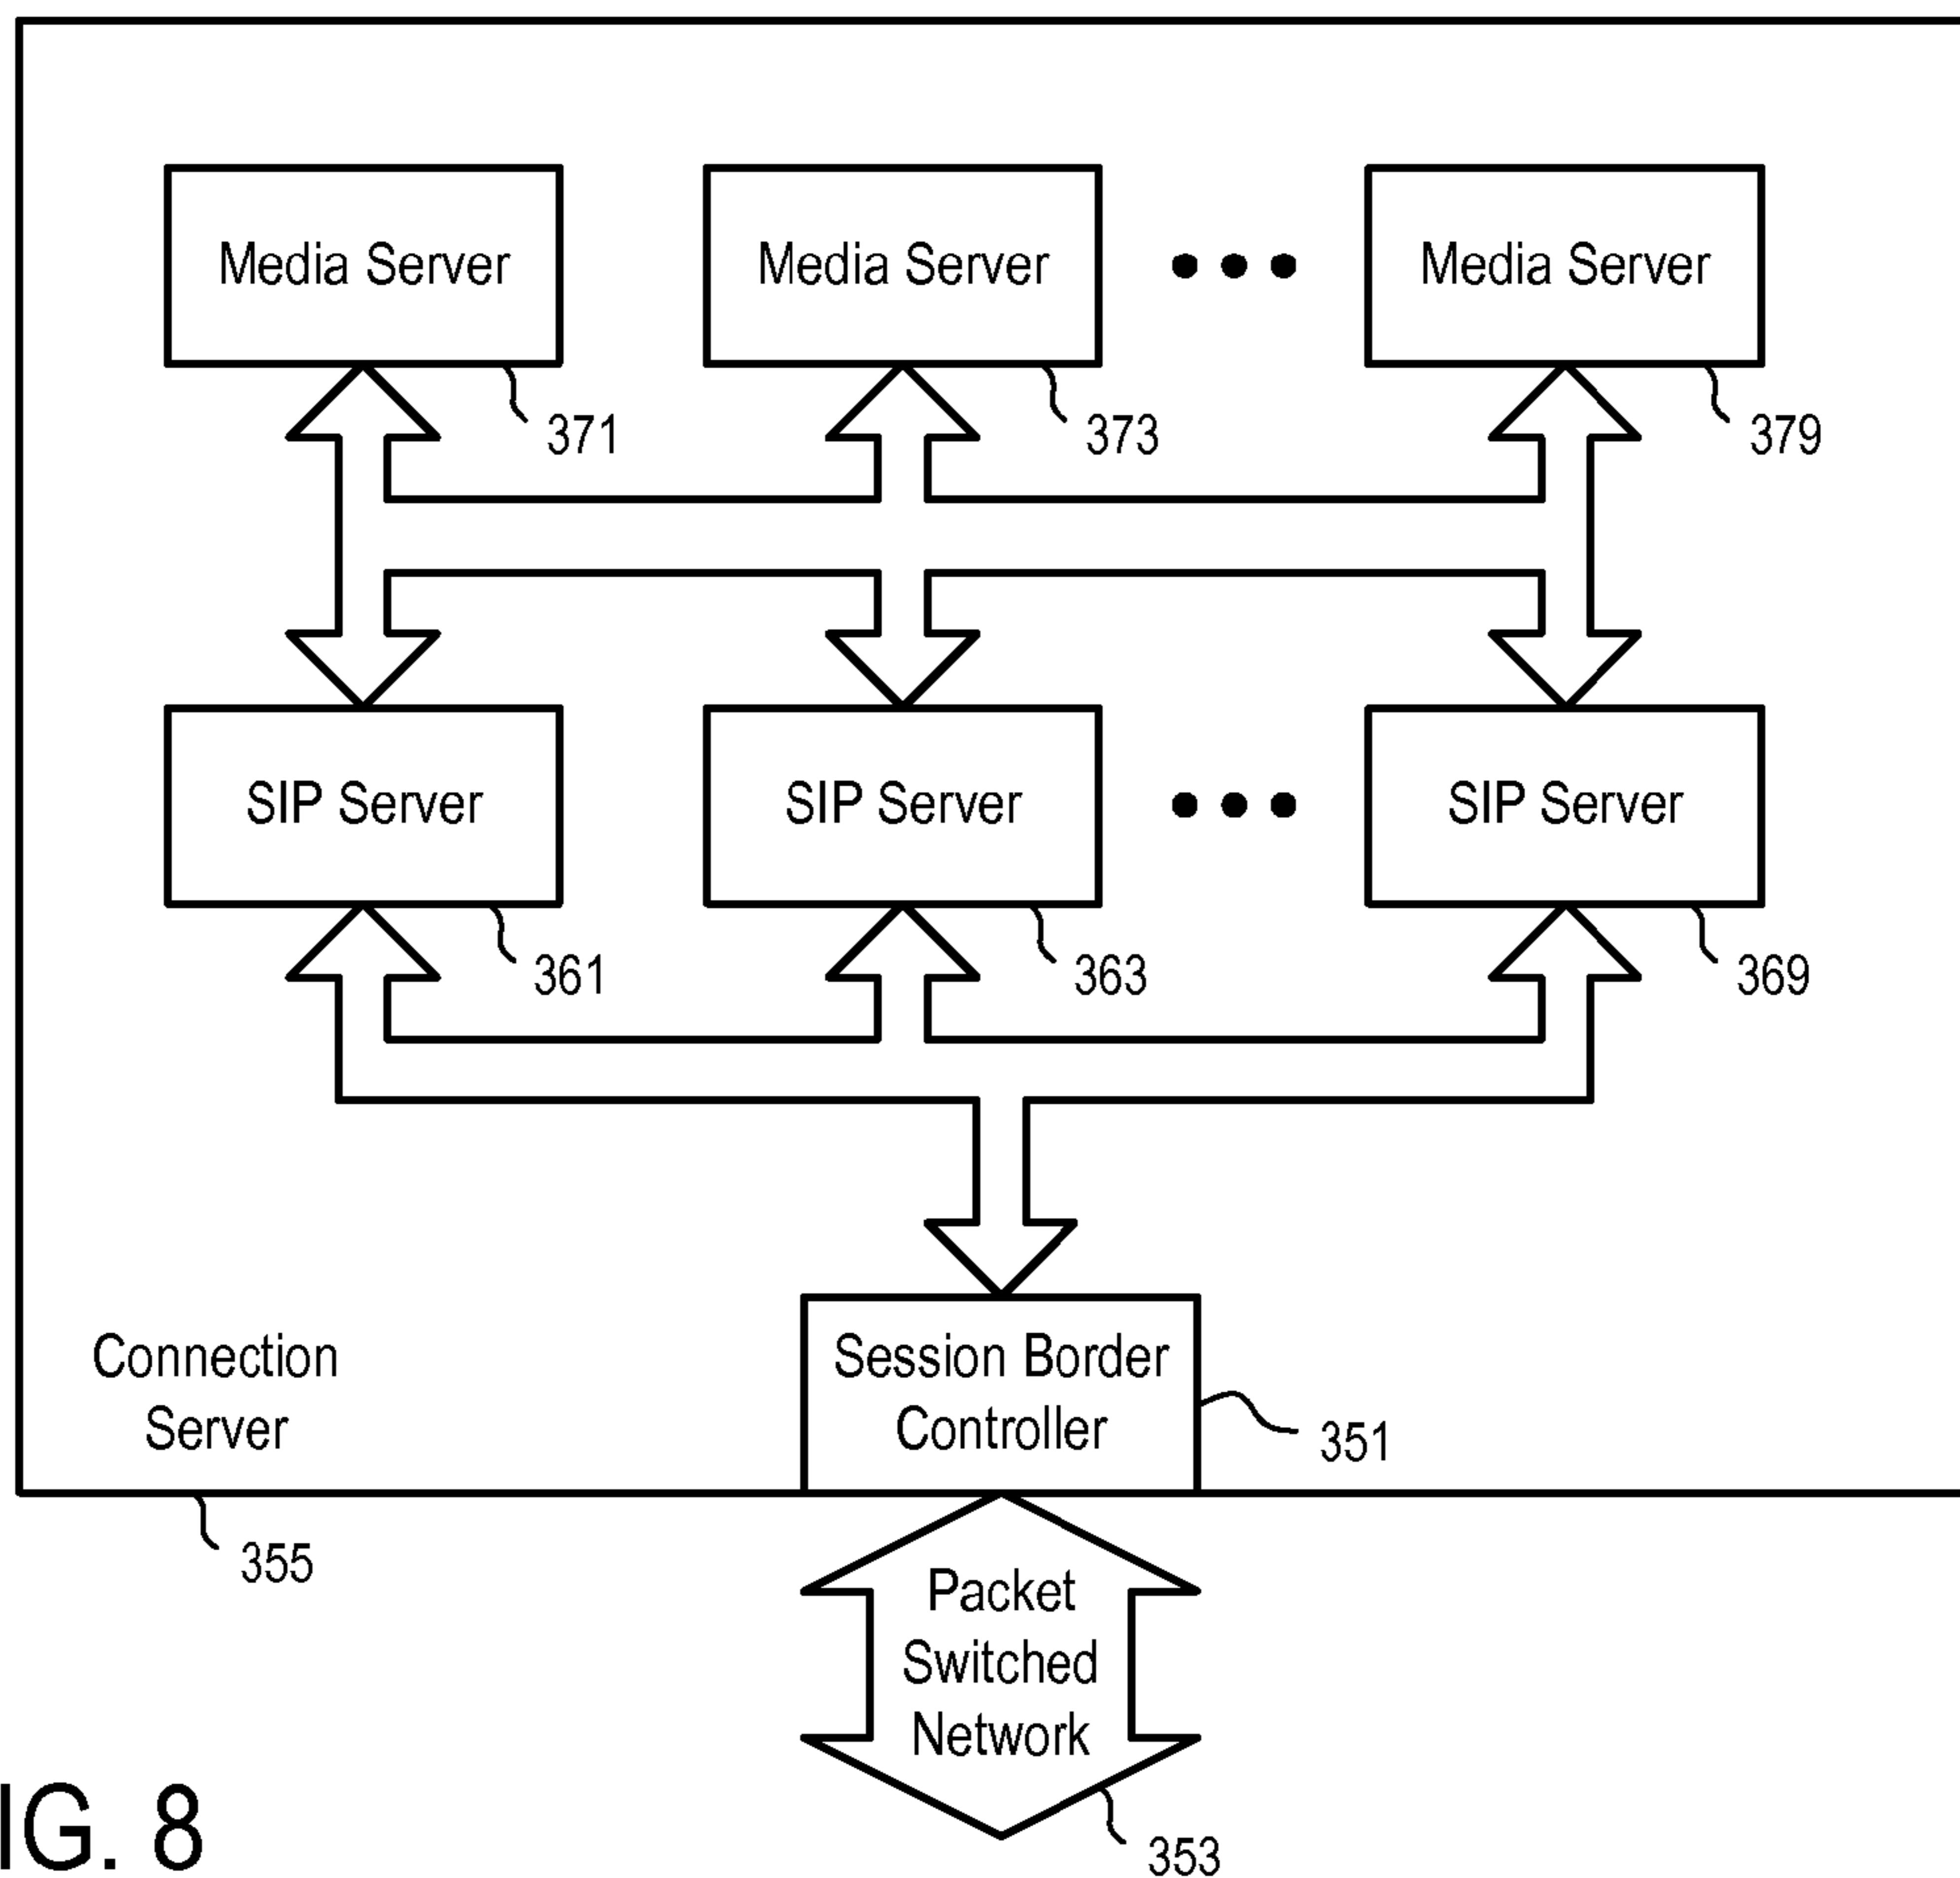 Media Server
Media Server
Media Server
371
373
379
SIP Server
SIP Server
SIP Server
361
363
369
Connection
Server
Session Border
Controller
351
355
Packet
Switched
Network
353
IG. 8